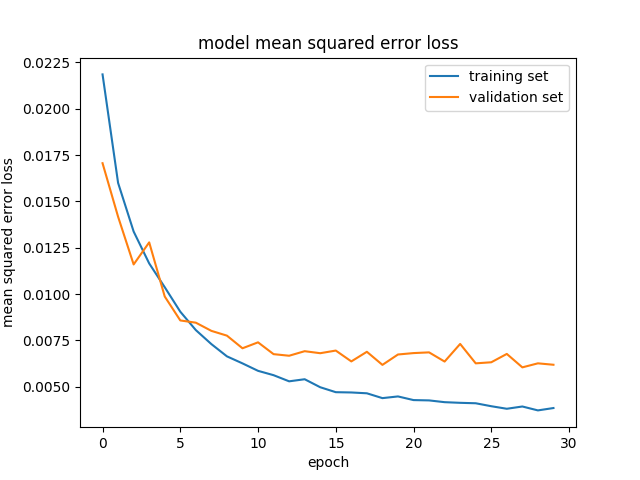 model mean squared error loss
training set
validation set
mean squared error loss
0.0225
0.0200
0.0175
0.0150
0.0125
0.0100
0.0075
0.0050
0 5 10 15 20 25 30
epoch